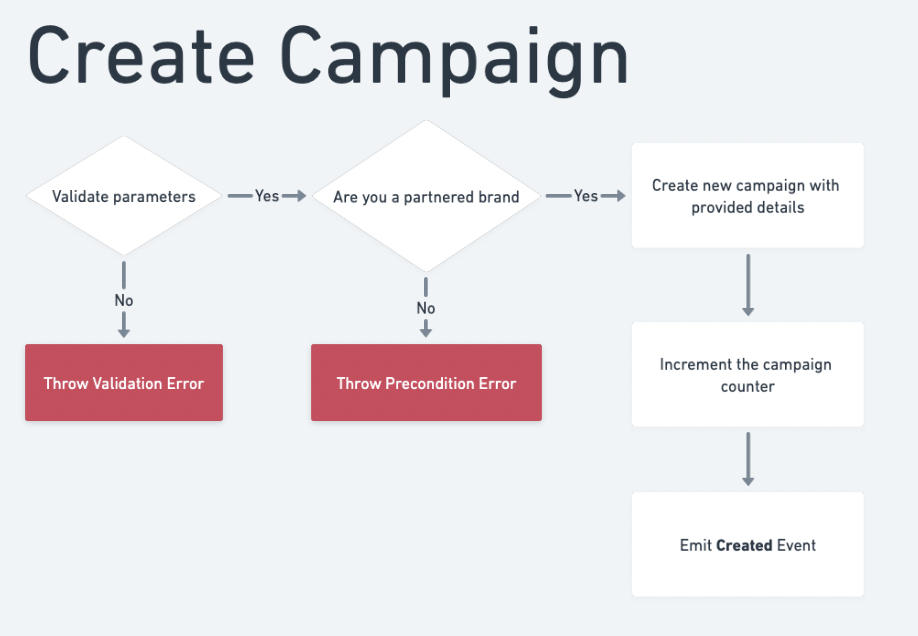 Create Campaign
Validate parameters
Yes
Are you a partnered brand
Yes
Create new campaign with
provided details
No
No
Throw Validation Error
Throw Precondition Error
Increment the campaign
counter
Emit Created Event